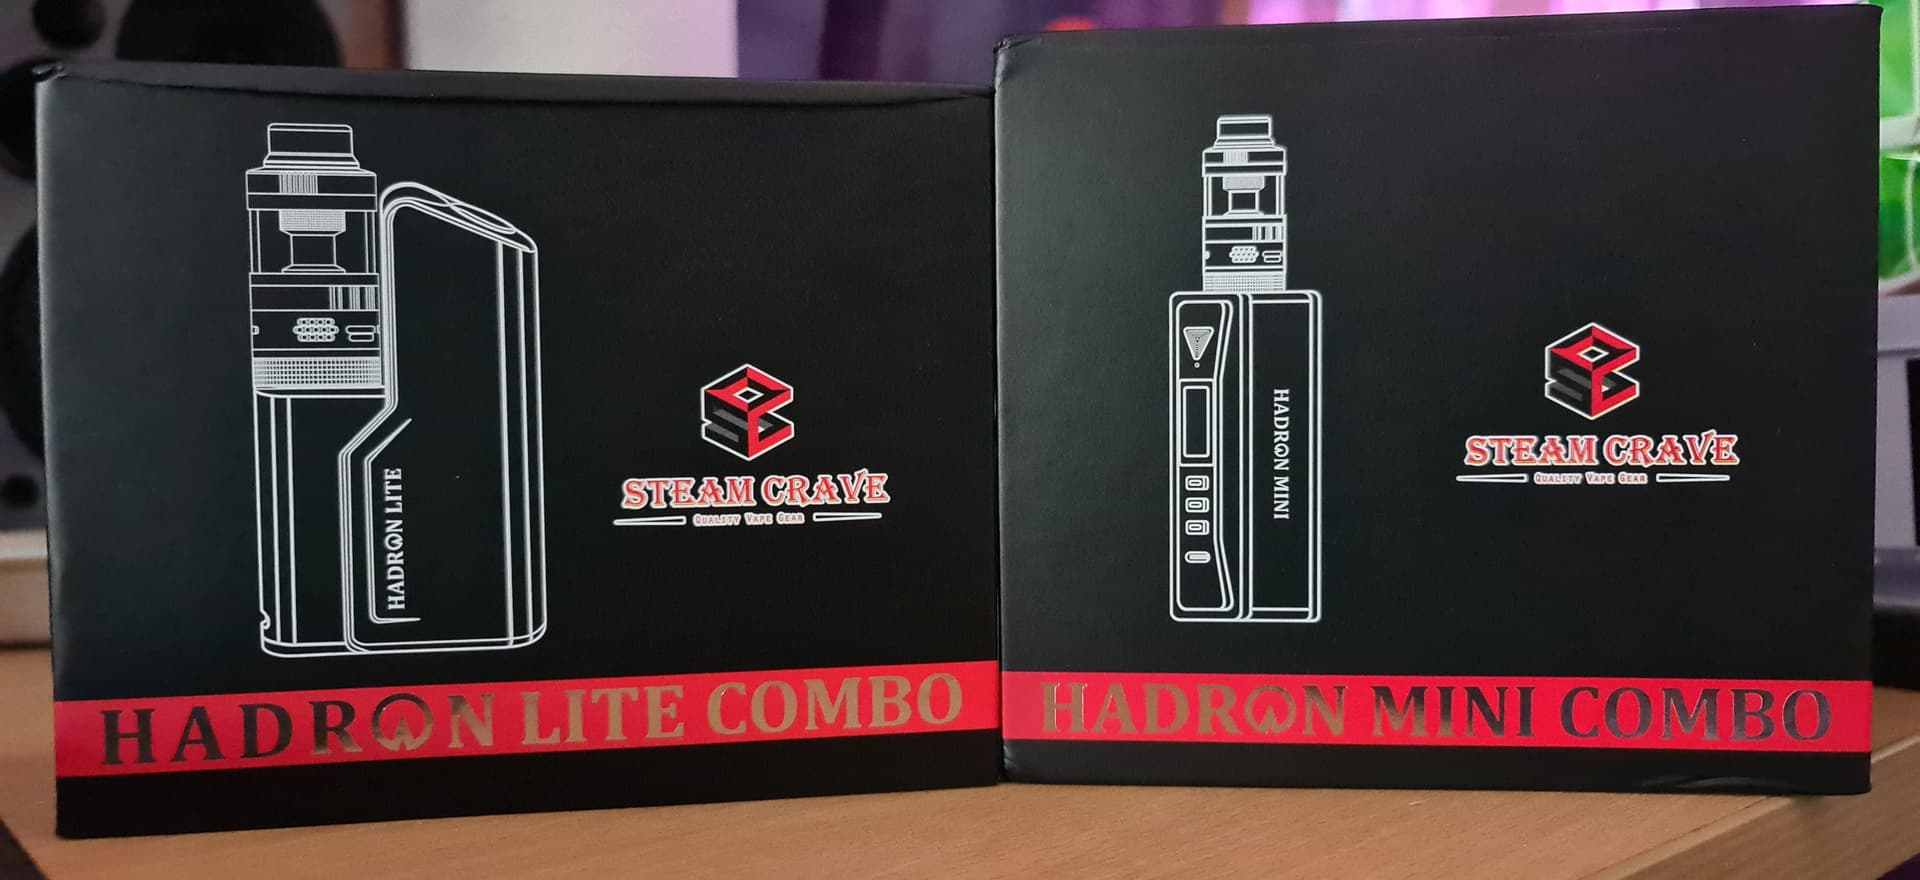 HADRON LITE
STEAM CRAVE
QUALITY VAPE GEAR
HADRON LITE COMBO
HADRON MINI
STEAM CRAVE
QUALITY VAPE GEAR
HADRON MINI COMBO